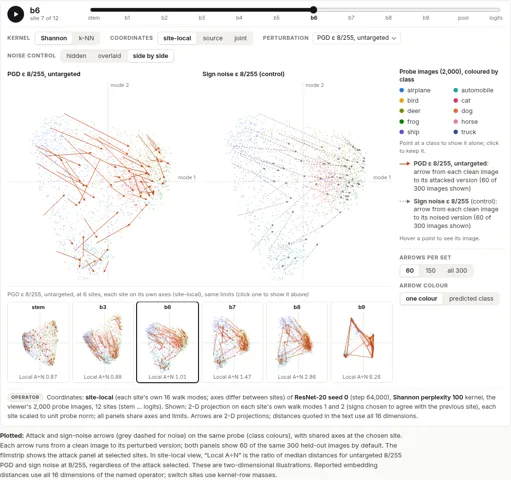 b6
site 7 of 12
stem b1 b2 b3 b4 b5 b6 b7 b8 b9 pool logits
KERNEL Shannon k-NN COORDINATES site-local source joint PERTURBATION PGD ε 8/255, untargeted
NOISE CONTROL hidden overlaid side by side
PGD ε 8/255, untargeted
mode 2
mode 1
Sign noise ε 8/255 (control)
mode 2
mode 1
Probe images (2,000), coloured by
class
airplane automobile
bird cat
deer dog
frog horse
ship truck
Point at a class to show it alone; click
to keep it.
PGD ε 8/255, untargeted:
arrow from each clean image
to its attacked version (60 of
300 images shown)
Sign noise ε 8/255 (control):
arrow from each clean image
to its noised version (60 of
300 images shown)
Hover a point to see its image.
ARROWS PER SET
60 150 all 300
ARROW COLOUR
one colour predicted class
PGD ε 8/255, untargeted, at 6 sites, each site on its own axes (site-local), same limits (click one to show it above)
stem
Local A÷N 0.87
b3
Local A÷N 0.88
b6
Local A÷N 1.01
b7
Local A÷N 1.47
b8
Local A÷N 2.86
b9
Local A÷N 6.26
OPERATOR Coordinates: site-local (each site's own 16 walk modes; axes differ between sites) of ResNet-20 seed 0 (step 64,000), Shannon perplexity 100 kernel, the
viewer's 2,000 probe images, 12 sites (stem … logits). Shown: 2-D projection on each site's own walk modes 1 and 2 (signs chosen to agree with the previous site), each
site scaled to unit probe norm; all panels share axes and limits. Arrows are 2-D projections; distances quoted in the text use all 16 dimensions.
Plotted: Attack and sign-noise arrows (grey dashed for noise) on the same probe (class colours), with shared axes at the chosen site.
Each arrow runs from a clean image to its perturbed version; both panels show 60 of the same 300 held-out images by default. The
filmstrip shows the attack panel at selected sites. In site-local view, "Local A÷N" is the ratio of median distances for untargeted 8/255
PGD and sign noise at 8/255, regardless of the attack selected. These are two-dimensional illustrations. Reported embedding
distances use all 16 dimensions of the named operator; switch sites use kernel-row masses.